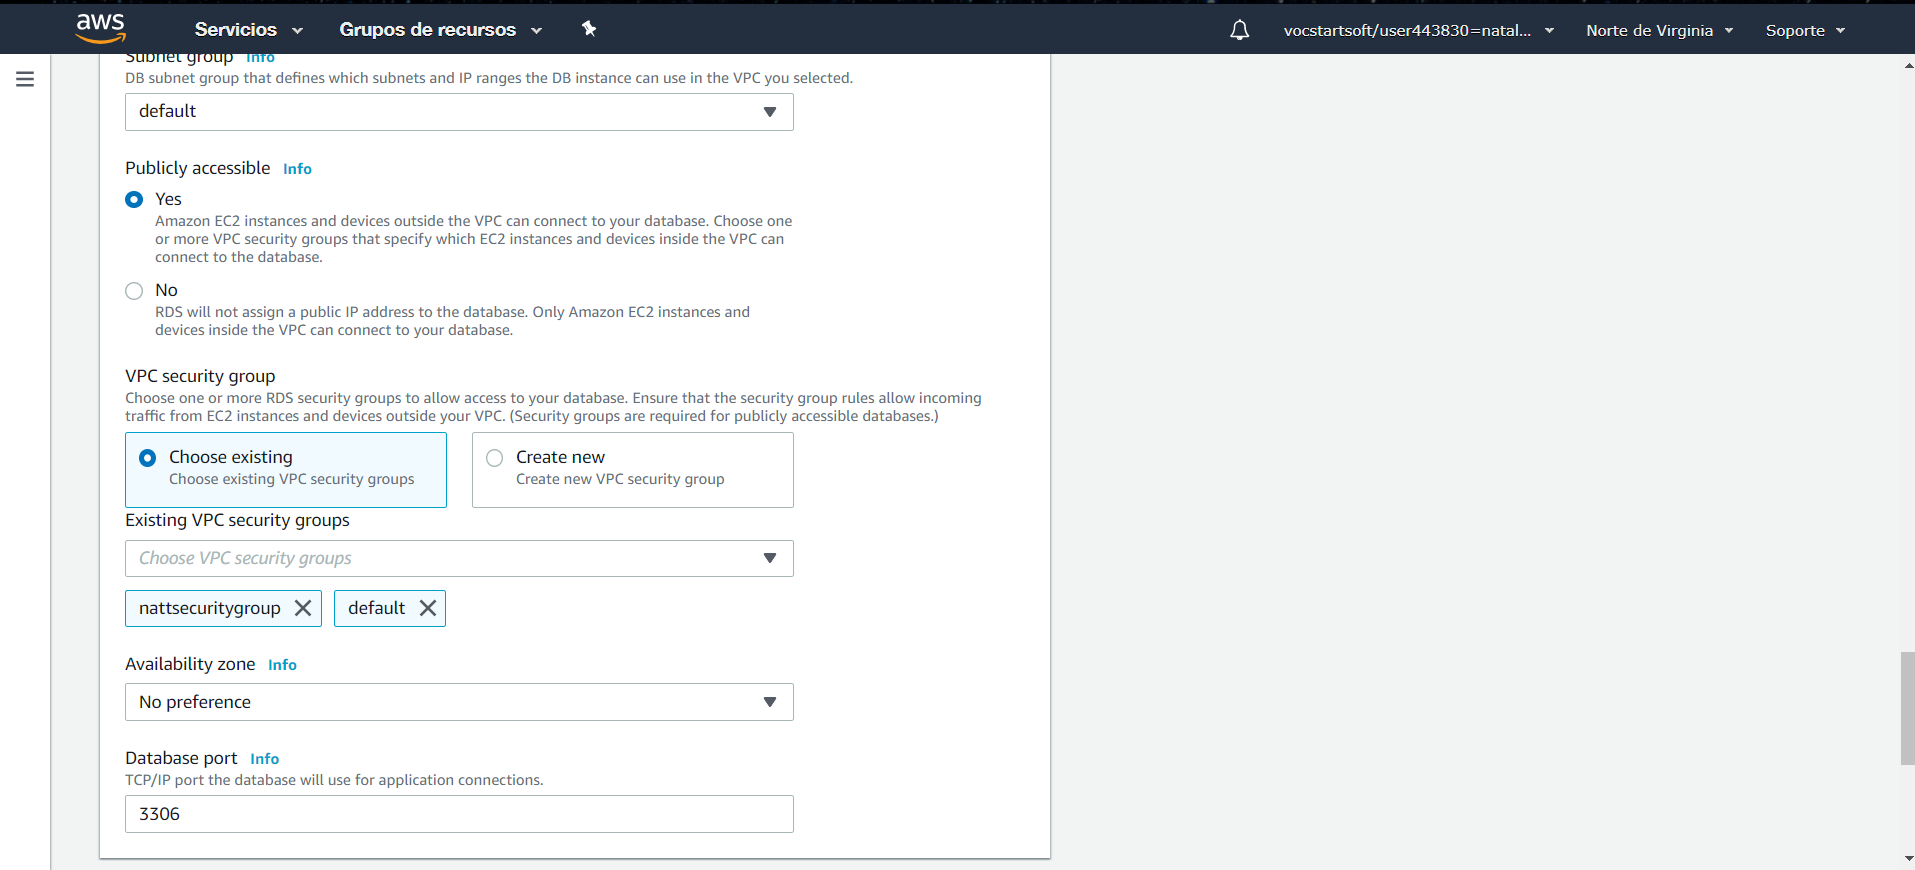 aws
Servicios
Grupos de recursos
vocstartsoft/user443830=natal...
Norte de Virginia
Soporte
Subnet group Info
DB subnet group that defines which subnets and IP ranges the DB instance can use in the VPC you selected.
default
Publicly accessible Info
Yes
Amazon EC2 instances and devices outside the VPC can connect to your database. Choose one
or more VPC security groups that specify which EC2 instances and devices inside the VPC can
connect to the database.
No
RDS will not assign a public IP address to the database. Only Amazon EC2 instances and
devices inside the VPC can connect to your database.
VPC security group
Choose one or more RDS security groups to allow access to your database. Ensure that the security group rules allow incoming
traffic from EC2 instances and devices outside your VPC. (Security groups are required for publicly accessible databases.)
Choose existing
Choose existing VPC security groups
Create new
Create new VPC security group
Existing VPC security groups
Choose VPC security groups
nattsecuritygroup
default
Availability zone Info
No preference
Database port Info
TCP/IP port the database will use for application connections.
3306